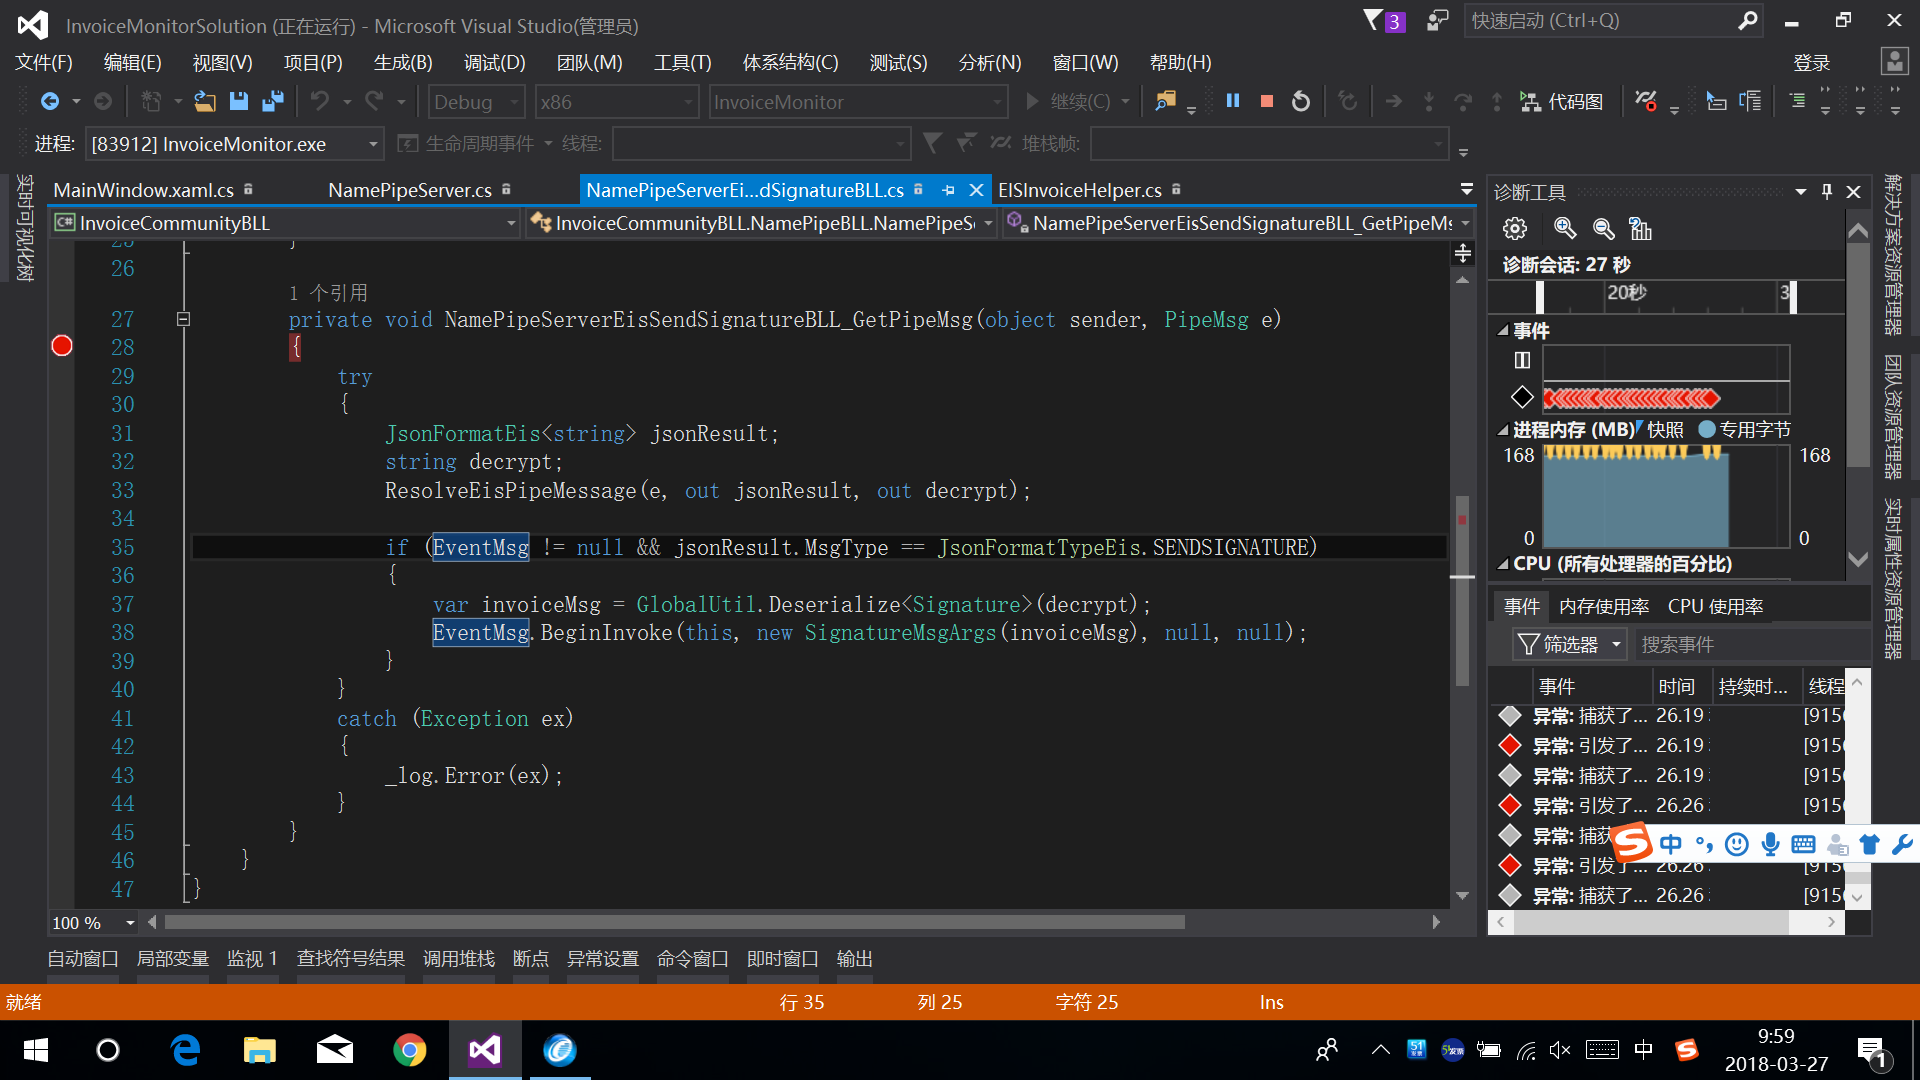 InvoiceMonitorSolution (正在运行) - Microsoft Visual Studio(管理员)
3
快速启动 (Ctrl+Q)
文件(F) 编辑(E) 视图(V) 项目(P) 生成(B) 调试(D) 团队(M) 工具(T) 体系结构(C) 测试(S) 分析(N) 窗口(W) 帮助(H) 登录
Debug x86 InvoiceMonitor 继续(C) 代码图
进程: [83912] InvoiceMonitor.exe 生命周期事件 线程: 堆栈帧:
实时可视化树
MainWindow.xaml.cs NamePipeServer.cs NamePipeServerEi...dSignatureBLL.cs EISInvoiceHelper.cs
C# InvoiceCommunityBLL InvoiceCommunityBLL.NamePipeBLL.NamePipeS NamePipeServerEisSendSignatureBLL_GetPipeMs
25 }
26
1 个引用
27 private void NamePipeServerEisSendSignatureBLL_GetPipeMsg(object sender, PipeMsg e)
28 {
29 try
30 {
31 JsonFormatEis<string> jsonResult;
32 string decrypt;
33 ResolveEisPipeMessage(e, out jsonResult, out decrypt);
34
35 if (EventMsg != null && jsonResult.MsgType == JsonFormatTypeEis.SENDSIGNATURE)
36 {
37 var invoiceMsg = GlobalUtil.Deserialize<Signature>(decrypt);
38 EventMsg.BeginInvoke(this, new SignatureMsgArgs(invoiceMsg), null, null);
39 }
40 }
41 catch (Exception ex)
42 {
43 _log.Error(ex);
44 }
45 }
46 }
47 }
100 %
诊断工具
诊断会话: 27 秒
20秒 3
事件
进程内存 (MB) 快照 专用字节
168 168
0 0
CPU (所有处理器的百分比)
事件 内存使用率 CPU 使用率
筛选器 搜索事件
事件 时间 持续时... 线程
异常: 捕获了... 26.19 [915
异常: 引发了... 26.19 [915
异常: 捕获了... 26.19 [915
异常: 引发了... 26.26 [915
异常: 捕获
异常: 引发了... 26.26 [915
异常: 捕获了... 26.26 [915
中
解决方案资源管理器
团队资源管理器
实时属性资源管理器
自动窗口 局部变量 监视 1 查找符号结果 调用堆栈 断点 异常设置 命令窗口 即时窗口 输出
就绪 行 35 列 25 字符 25 Ins
51 发票 中 9:59
2018-03-27 1